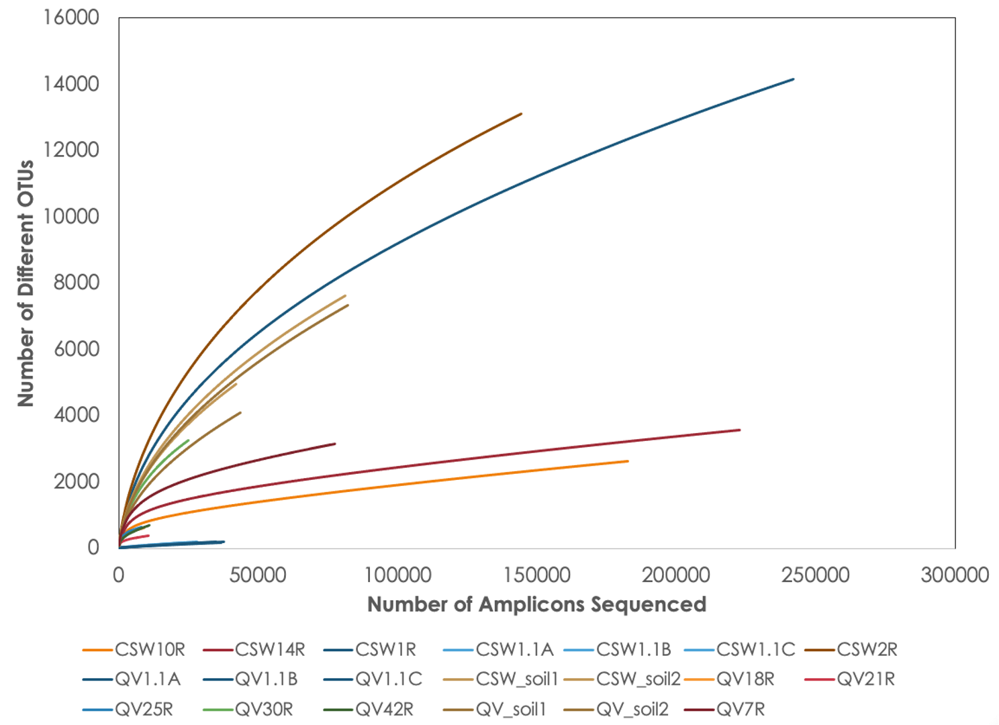 16000
14000
12000
10000
8000
6000
4000
2000
0
Number of Different OTUs
0 50000 100000 150000 200000 250000 300000
Number of Amplicons Sequenced
CSW10R CSW14R CSW1R CSW1.1A CSW1.1B CSW1.1C CSW2R
QV1.1A QV1.1B QV1.1C CSW_soil1 CSW_soil2 QV18R QV21R
QV25R QV30R QV42R QV_soil1 QV_soil2 QV7R